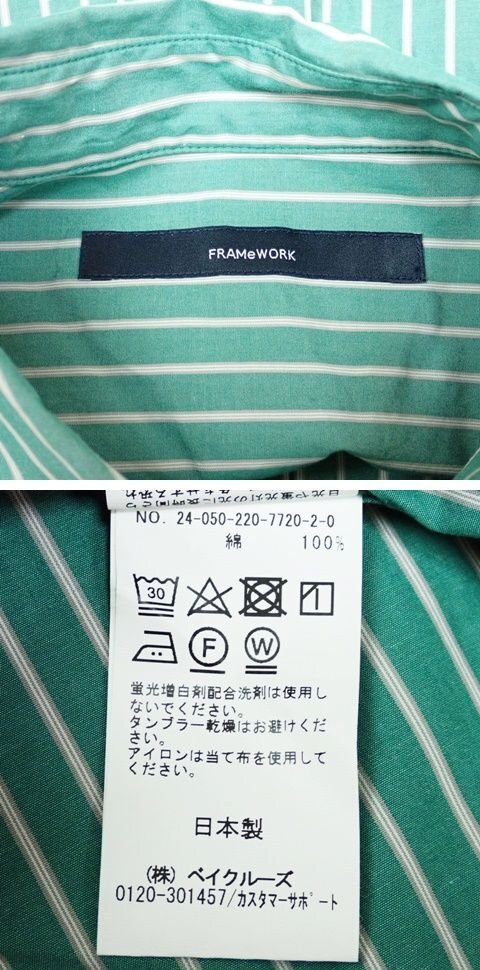 FRAMeWORK
NO. 24-050-220-7720-2-0
綿 100%
30
F W
蛍光増白剤配合洗剤は使用し
ないでください。
タンブラー乾燥はお避けくだ
さい。
アイロンは当て布を使用して
ください。
日本製
(株) ベイクルーズ
0120-301457/カスタマーサポート